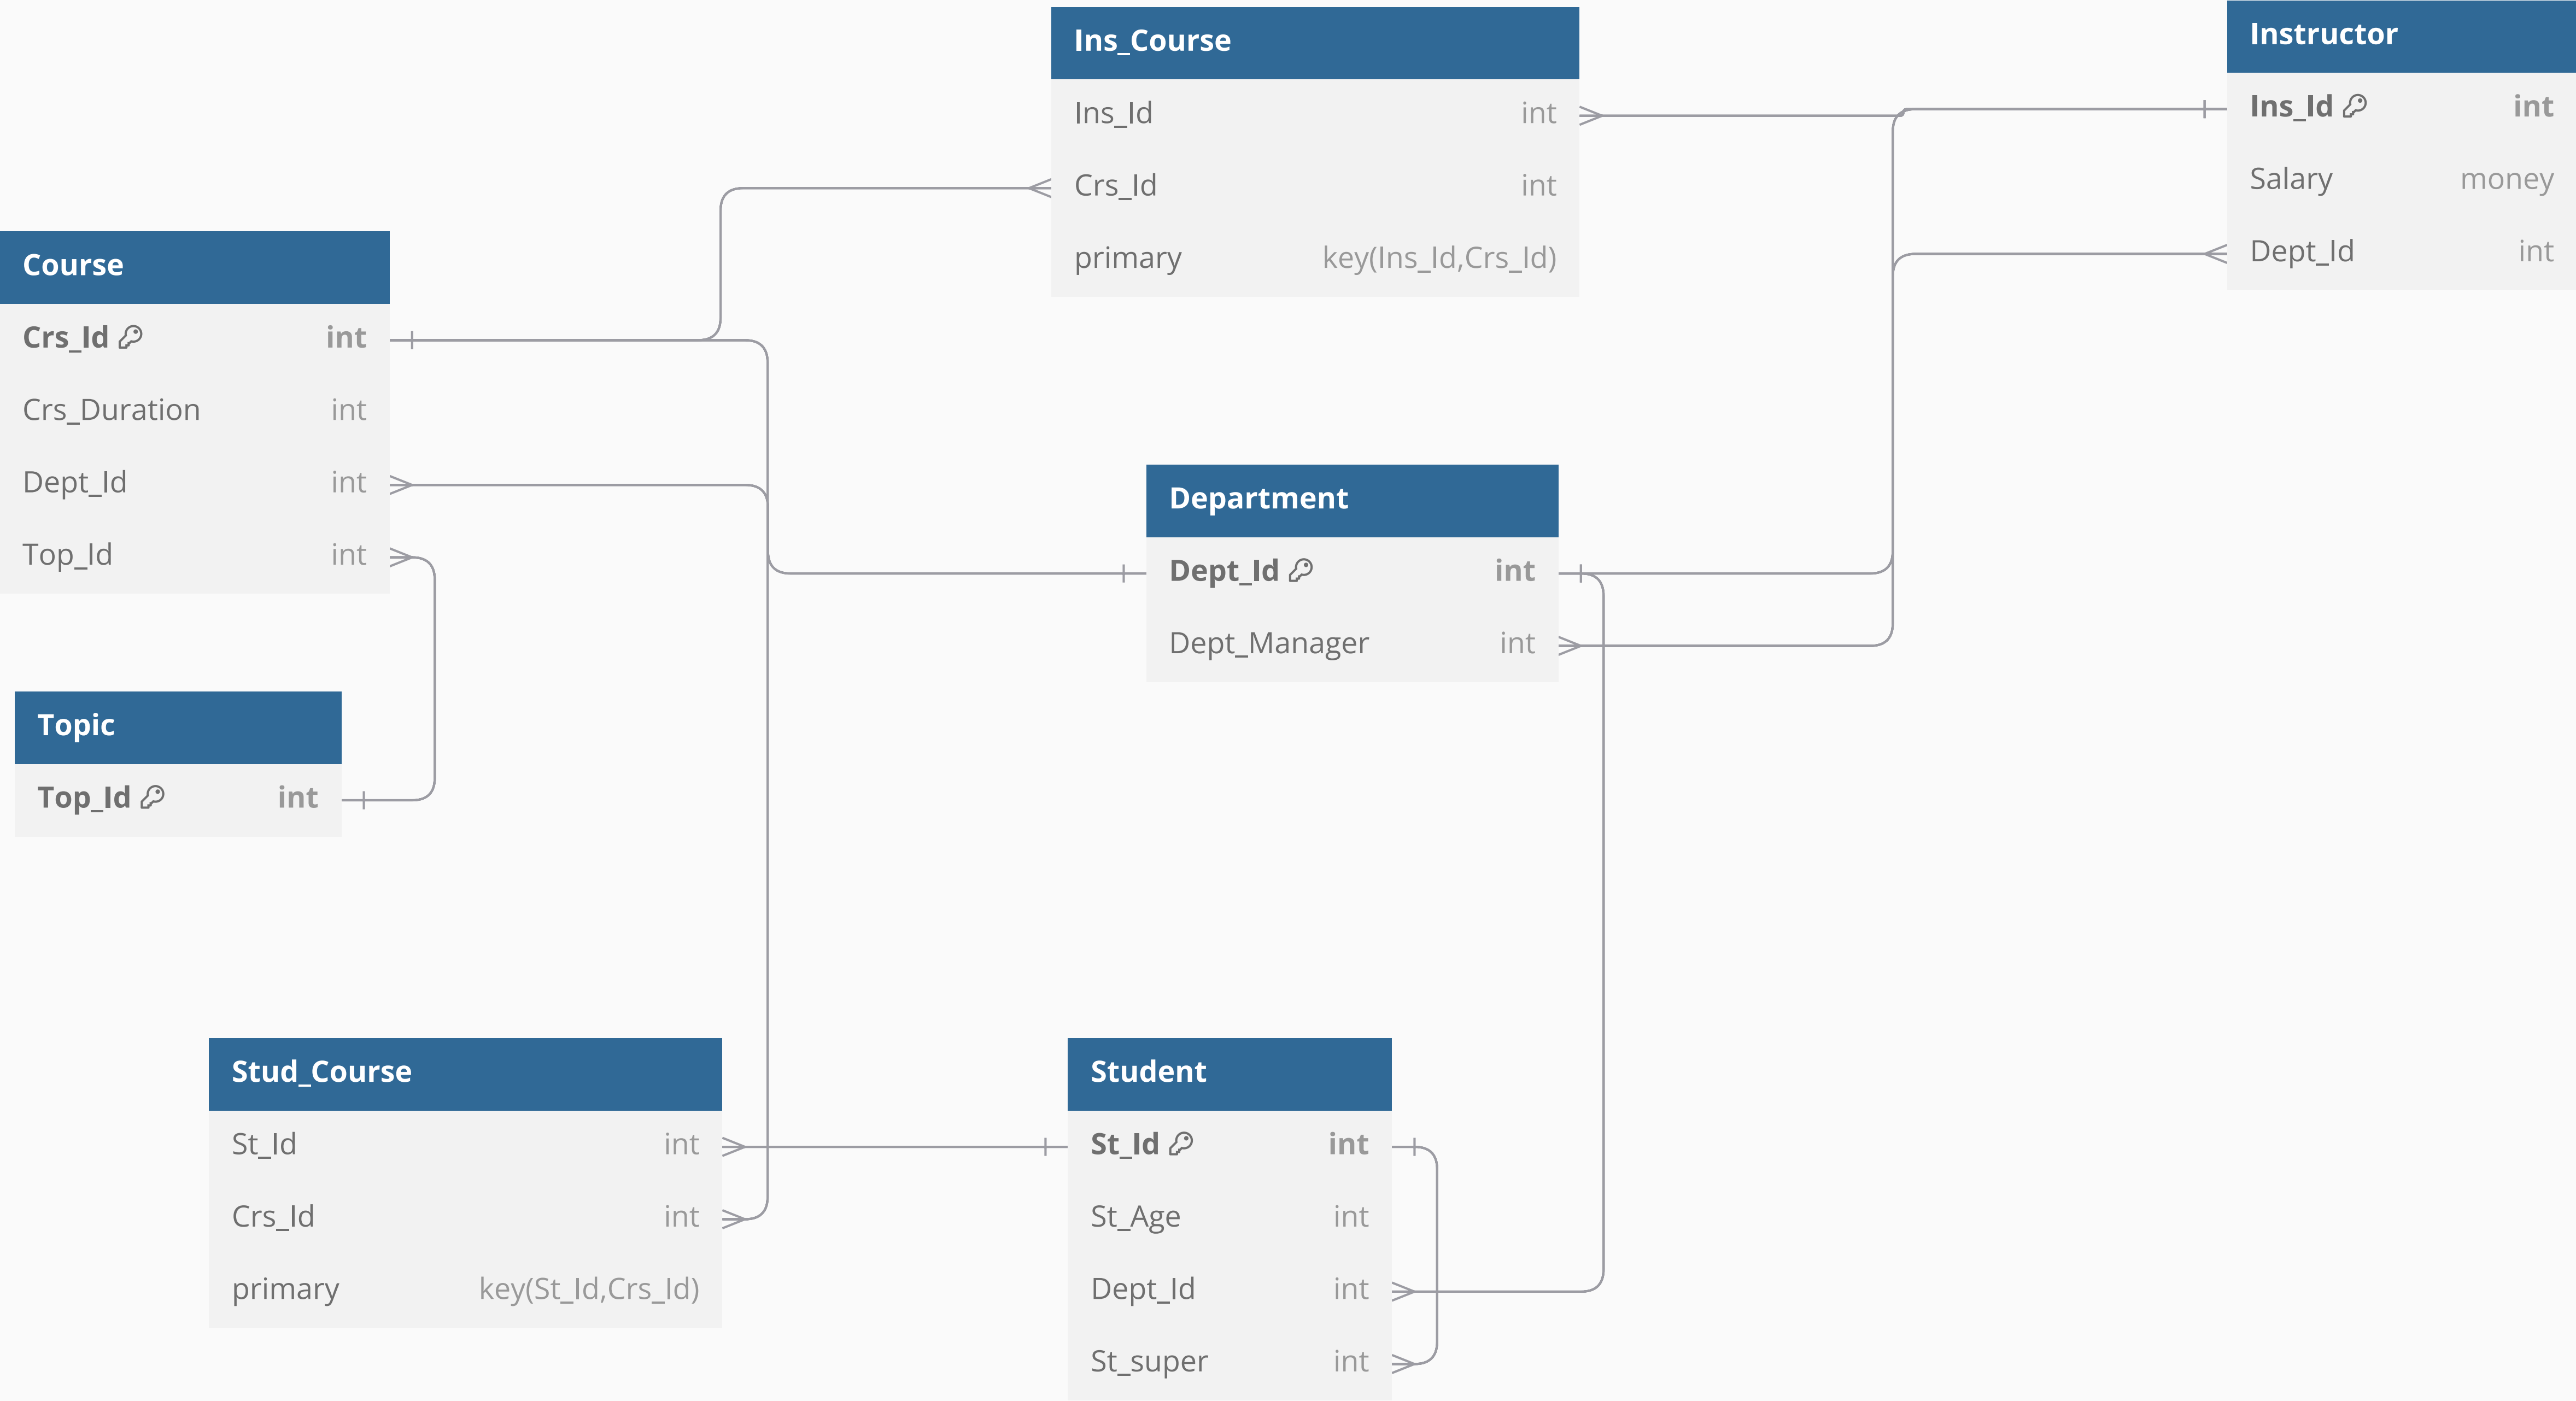 Ins_Course
Ins_Id int
Crs_Id int
primary key(Ins_Id,Crs_Id)
Instructor
Ins_Id int
Salary money
Dept_Id int
Course
Crs_Id int
Crs_Duration int
Dept_Id int
Top_Id int
Department
Dept_Id int
Dept_Manager int
Topic
Top_Id int
Stud_Course
St_Id int
Crs_Id int
primary key(St_Id,Crs_Id)
Student
St_Id int
St_Age int
Dept_Id int
St_super int